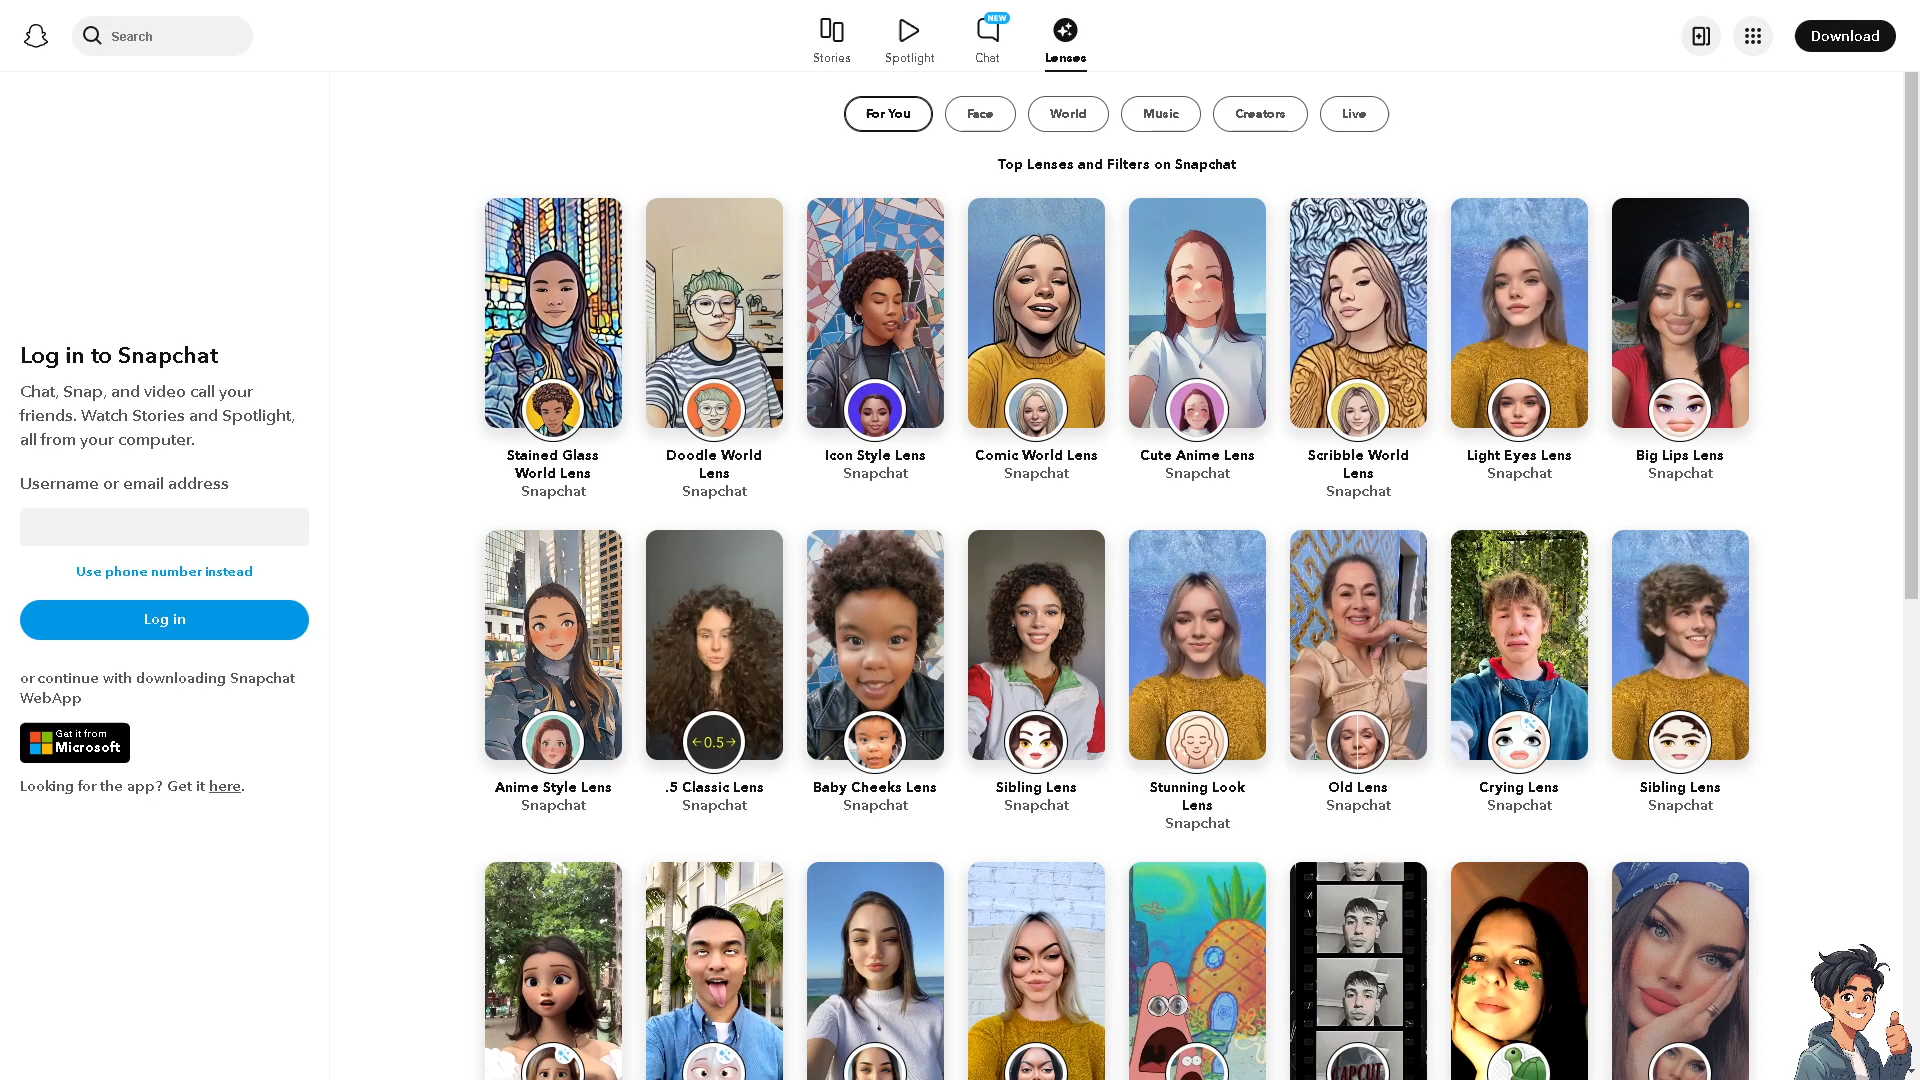 Search
Stories
Spotlight
NEW
Chat
Lenses
Download
For You
Face
World
Music
Creators
Live
Top Lenses and Filters on Snapchat
Log in to Snapchat
Chat, Snap, and video call your
friends. Watch Stories and Spotlight,
all from your computer.
Username or email address
Use phone number instead
Log in
or continue with downloading Snapchat
WebApp
Get it from
Microsoft
Looking for the app? Get it here.
Stained Glass
World Lens
Snapchat
Doodle World
Lens
Snapchat
Icon Style Lens
Snapchat
Comic World Lens
Snapchat
Cute Anime Lens
Snapchat
Scribble World
Lens
Snapchat
Light Eyes Lens
Snapchat
Big Lips Lens
Snapchat
Anime Style Lens
Snapchat
←0.5→
.5 Classic Lens
Snapchat
Baby Cheeks Lens
Snapchat
Sibling Lens
Snapchat
Stunning Look
Lens
Snapchat
Old Lens
Snapchat
Crying Lens
Snapchat
Sibling Lens
Snapchat